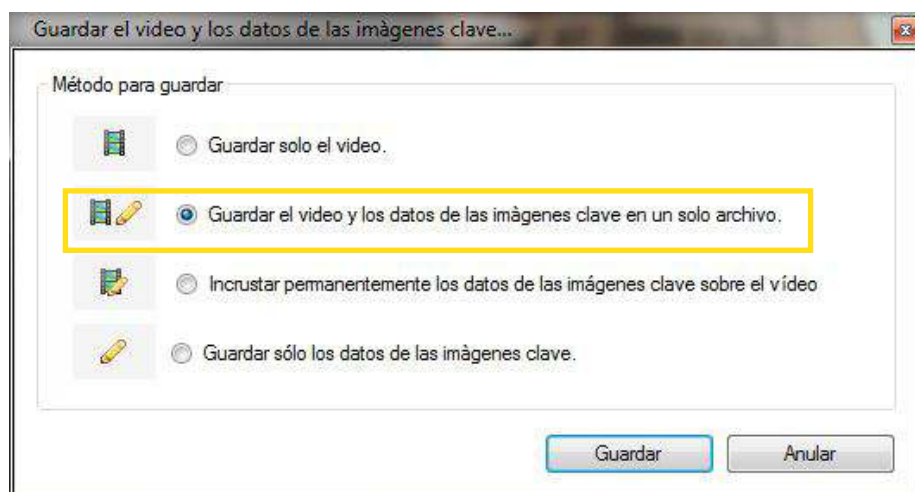 Guardar el video y los datos de las imàgenes clave...
Método para guardar
Guardar solo el video.
Guardar el video y los datos de las imàgenes clave en un solo archivo.
Incrustar permanentemente los datos de las imágenes clave sobre el vídeo
Guardar sólo los datos de las imàgenes clave.
Guardar
Anular